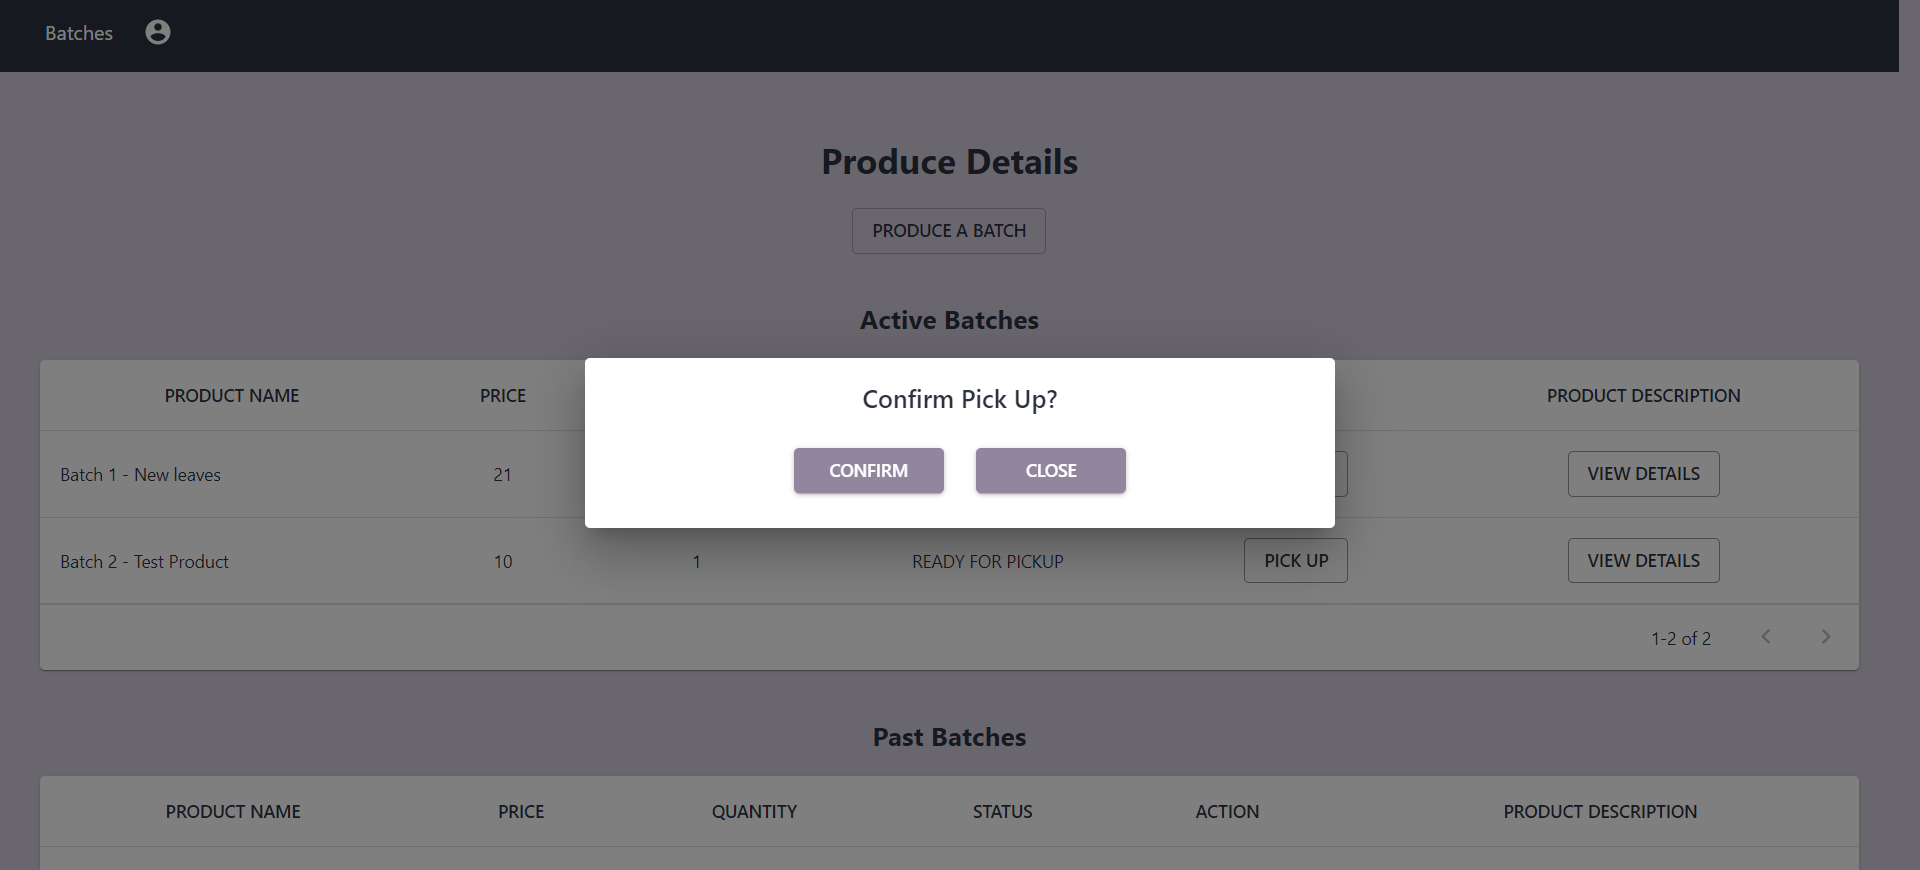 Batches
Produce Details
PRODUCE A BATCH
Active Batches
PRODUCT NAME PRICE PRODUCT DESCRIPTION
Confirm Pick Up?
CONFIRM CLOSE
Batch 1 - New leaves 21 VIEW DETAILS
Batch 2 - Test Product 10 1 READY FOR PICKUP PICK UP VIEW DETAILS
1-2 of 2
Past Batches
PRODUCT NAME PRICE QUANTITY STATUS ACTION PRODUCT DESCRIPTION